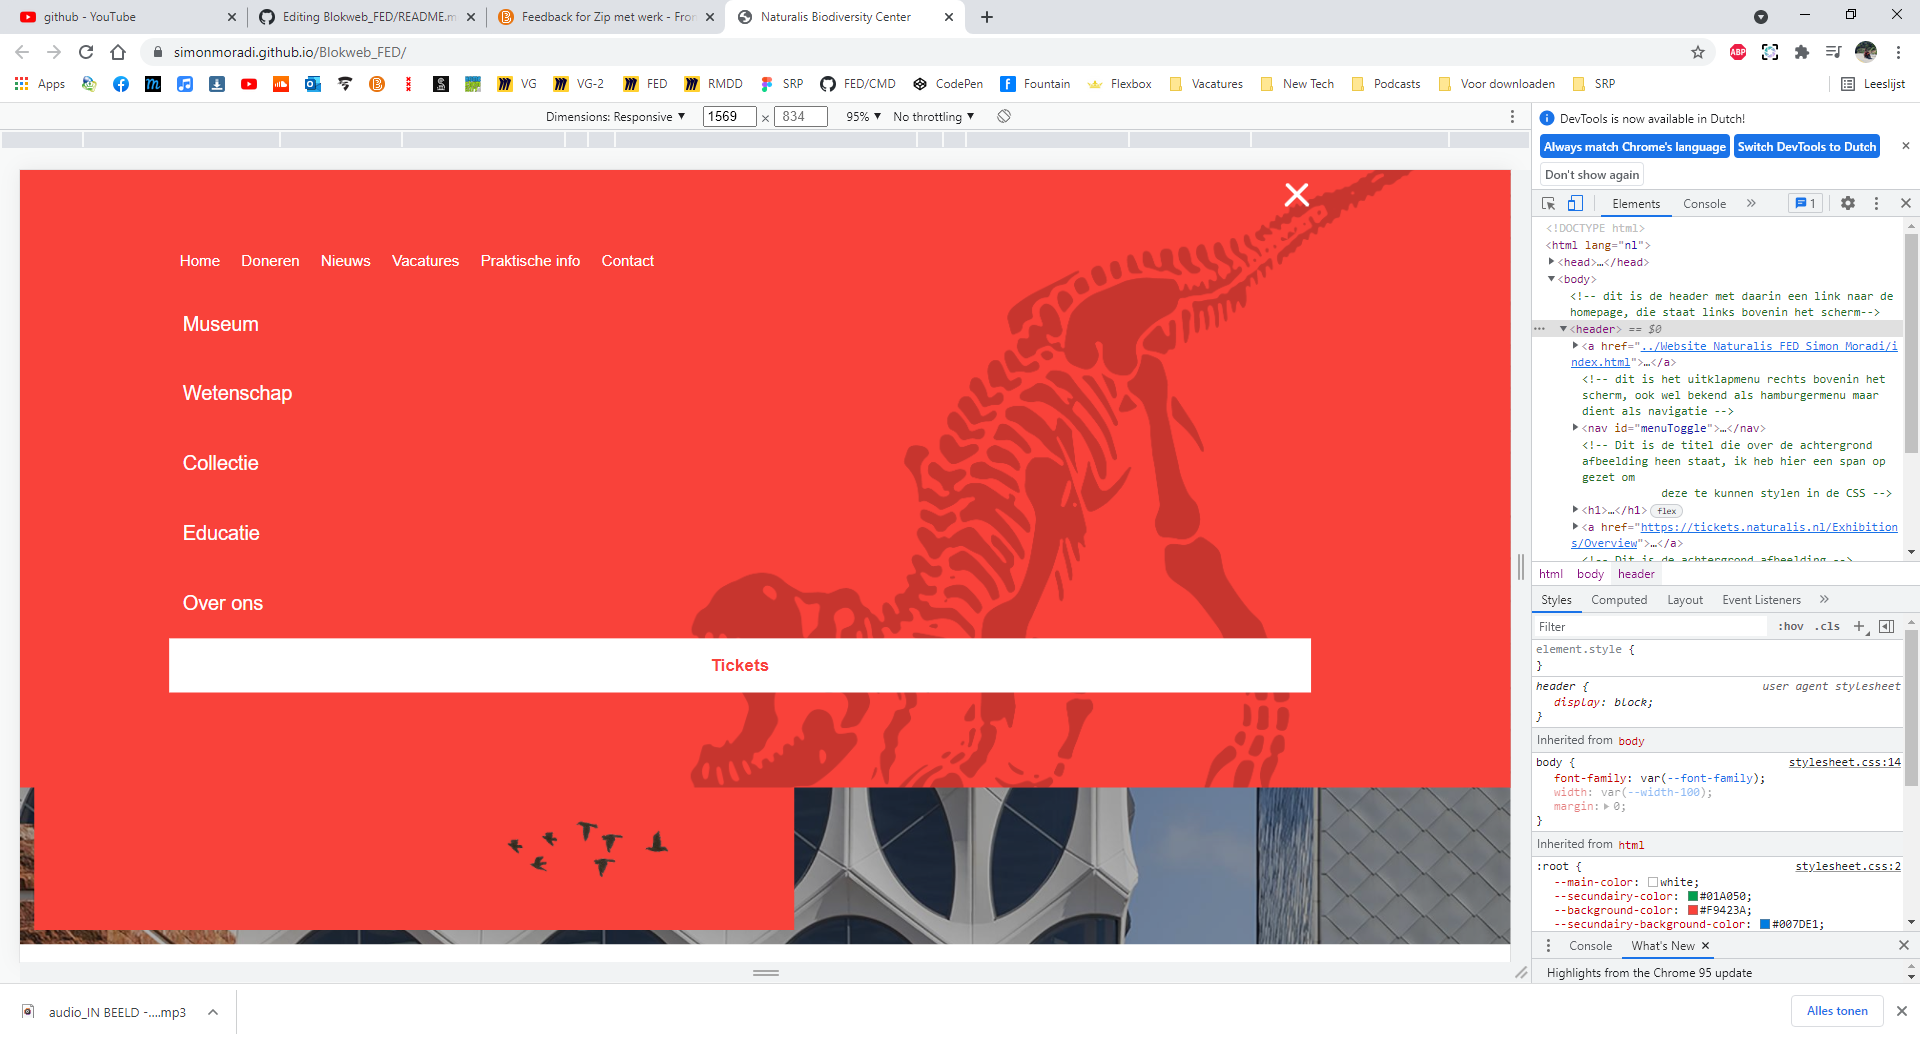 github - YouTube
Editing Blokweb_FED/README.m
Feedback for Zip met werk - Fron
Naturalis Biodiversity Center
simonmoradi.github.io/Blokweb_FED/
ABP
Apps
VG
VG-2
FED
RMDD
SRP
FED/CMD
CodePen
Fountain
Flexbox
Vacatures
New Tech
Podcasts
Voor downloaden
SRP
Leeslijst
Dimensions: Responsive ▼ 1569 × 834 95% ▼ No throttling ▼
Home Doneren Nieuws Vacatures Praktische info Contact
Museum
Wetenschap
Collectie
Educatie
Over ons
Tickets
DevTools is now available in Dutch!
Always match Chrome's language
Switch DevTools to Dutch
Don't show again
Elements Console » 1
<!DOCTYPE html>
<html lang="nl">
<head>…</head>
<body>
<!-- dit is de header met daarin een link naar de
homepage, die staat links bovenin het scherm-->
<header> == $0
<a href="../Website Naturalis FED Simon Moradi/i
ndex.html">…</a>
<!-- dit is het uitklapmenu rechts bovenin het
scherm, ook wel bekend als hamburgermenu maar
dient als navigatie -->
<nav id="menuToggle">…</nav>
<!-- Dit is de titel die over de achtergrond
afbeelding heen staat, ik heb hier een span op
gezet om
deze te kunnen stylen in de CSS -->
<h1>…</h1> flex
<a href="https://tickets.naturalis.nl/Exhibition
s/Overview">…</a>
<!-- Dit is de achtergrond afbeelding -->
html body header
Styles Computed Layout Event Listeners »
Filter :hov .cls +
element.style {
}
header { user agent stylesheet
display: block;
}
Inherited from body
body { stylesheet.css:14
font-family: var(--font-family);
width: var(--width-100);
margin: 0;
}
Inherited from html
:root { stylesheet.css:2
--main-color: white;
--secundairy-color: #01A050;
--background-color: #F9423A;
--secundairy-background-color: #007DE1;
Console What's New
Highlights from the Chrome 95 update
audio_IN BEELD -....mp3
Alles tonen